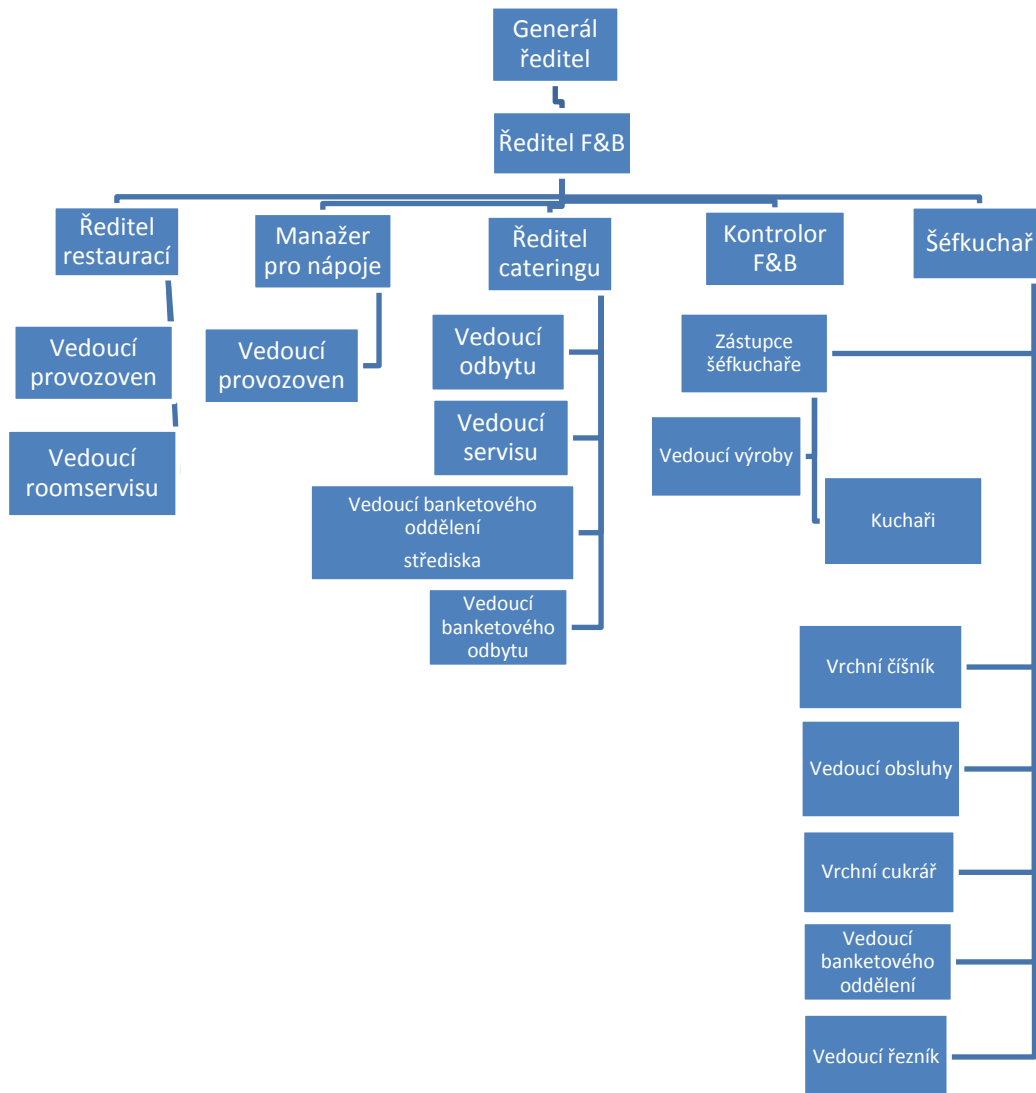 Generál
ředitel
Ředitel F&B
Ředitel
restaurací
Manažer
pro nápoje
Ředitel
cateringu
Kontrolor
F&B
Šéfkuchař
Vedoucí
provozoven
Vedoucí
roomservisu
Vedoucí
provozoven
Vedoucí
odbytu
Vedoucí
servisu
Vedoucí banketového
oddělení
střediska
Vedoucí
banketového
odbytu
Zástupce
šéfkuchaře
Vedoucí výroby
Kuchaři
Vrchní číšník
Vedoucí obsluhy
Vrchní cukrář
Vedoucí
banketového
oddělení
Vedoucí řezník